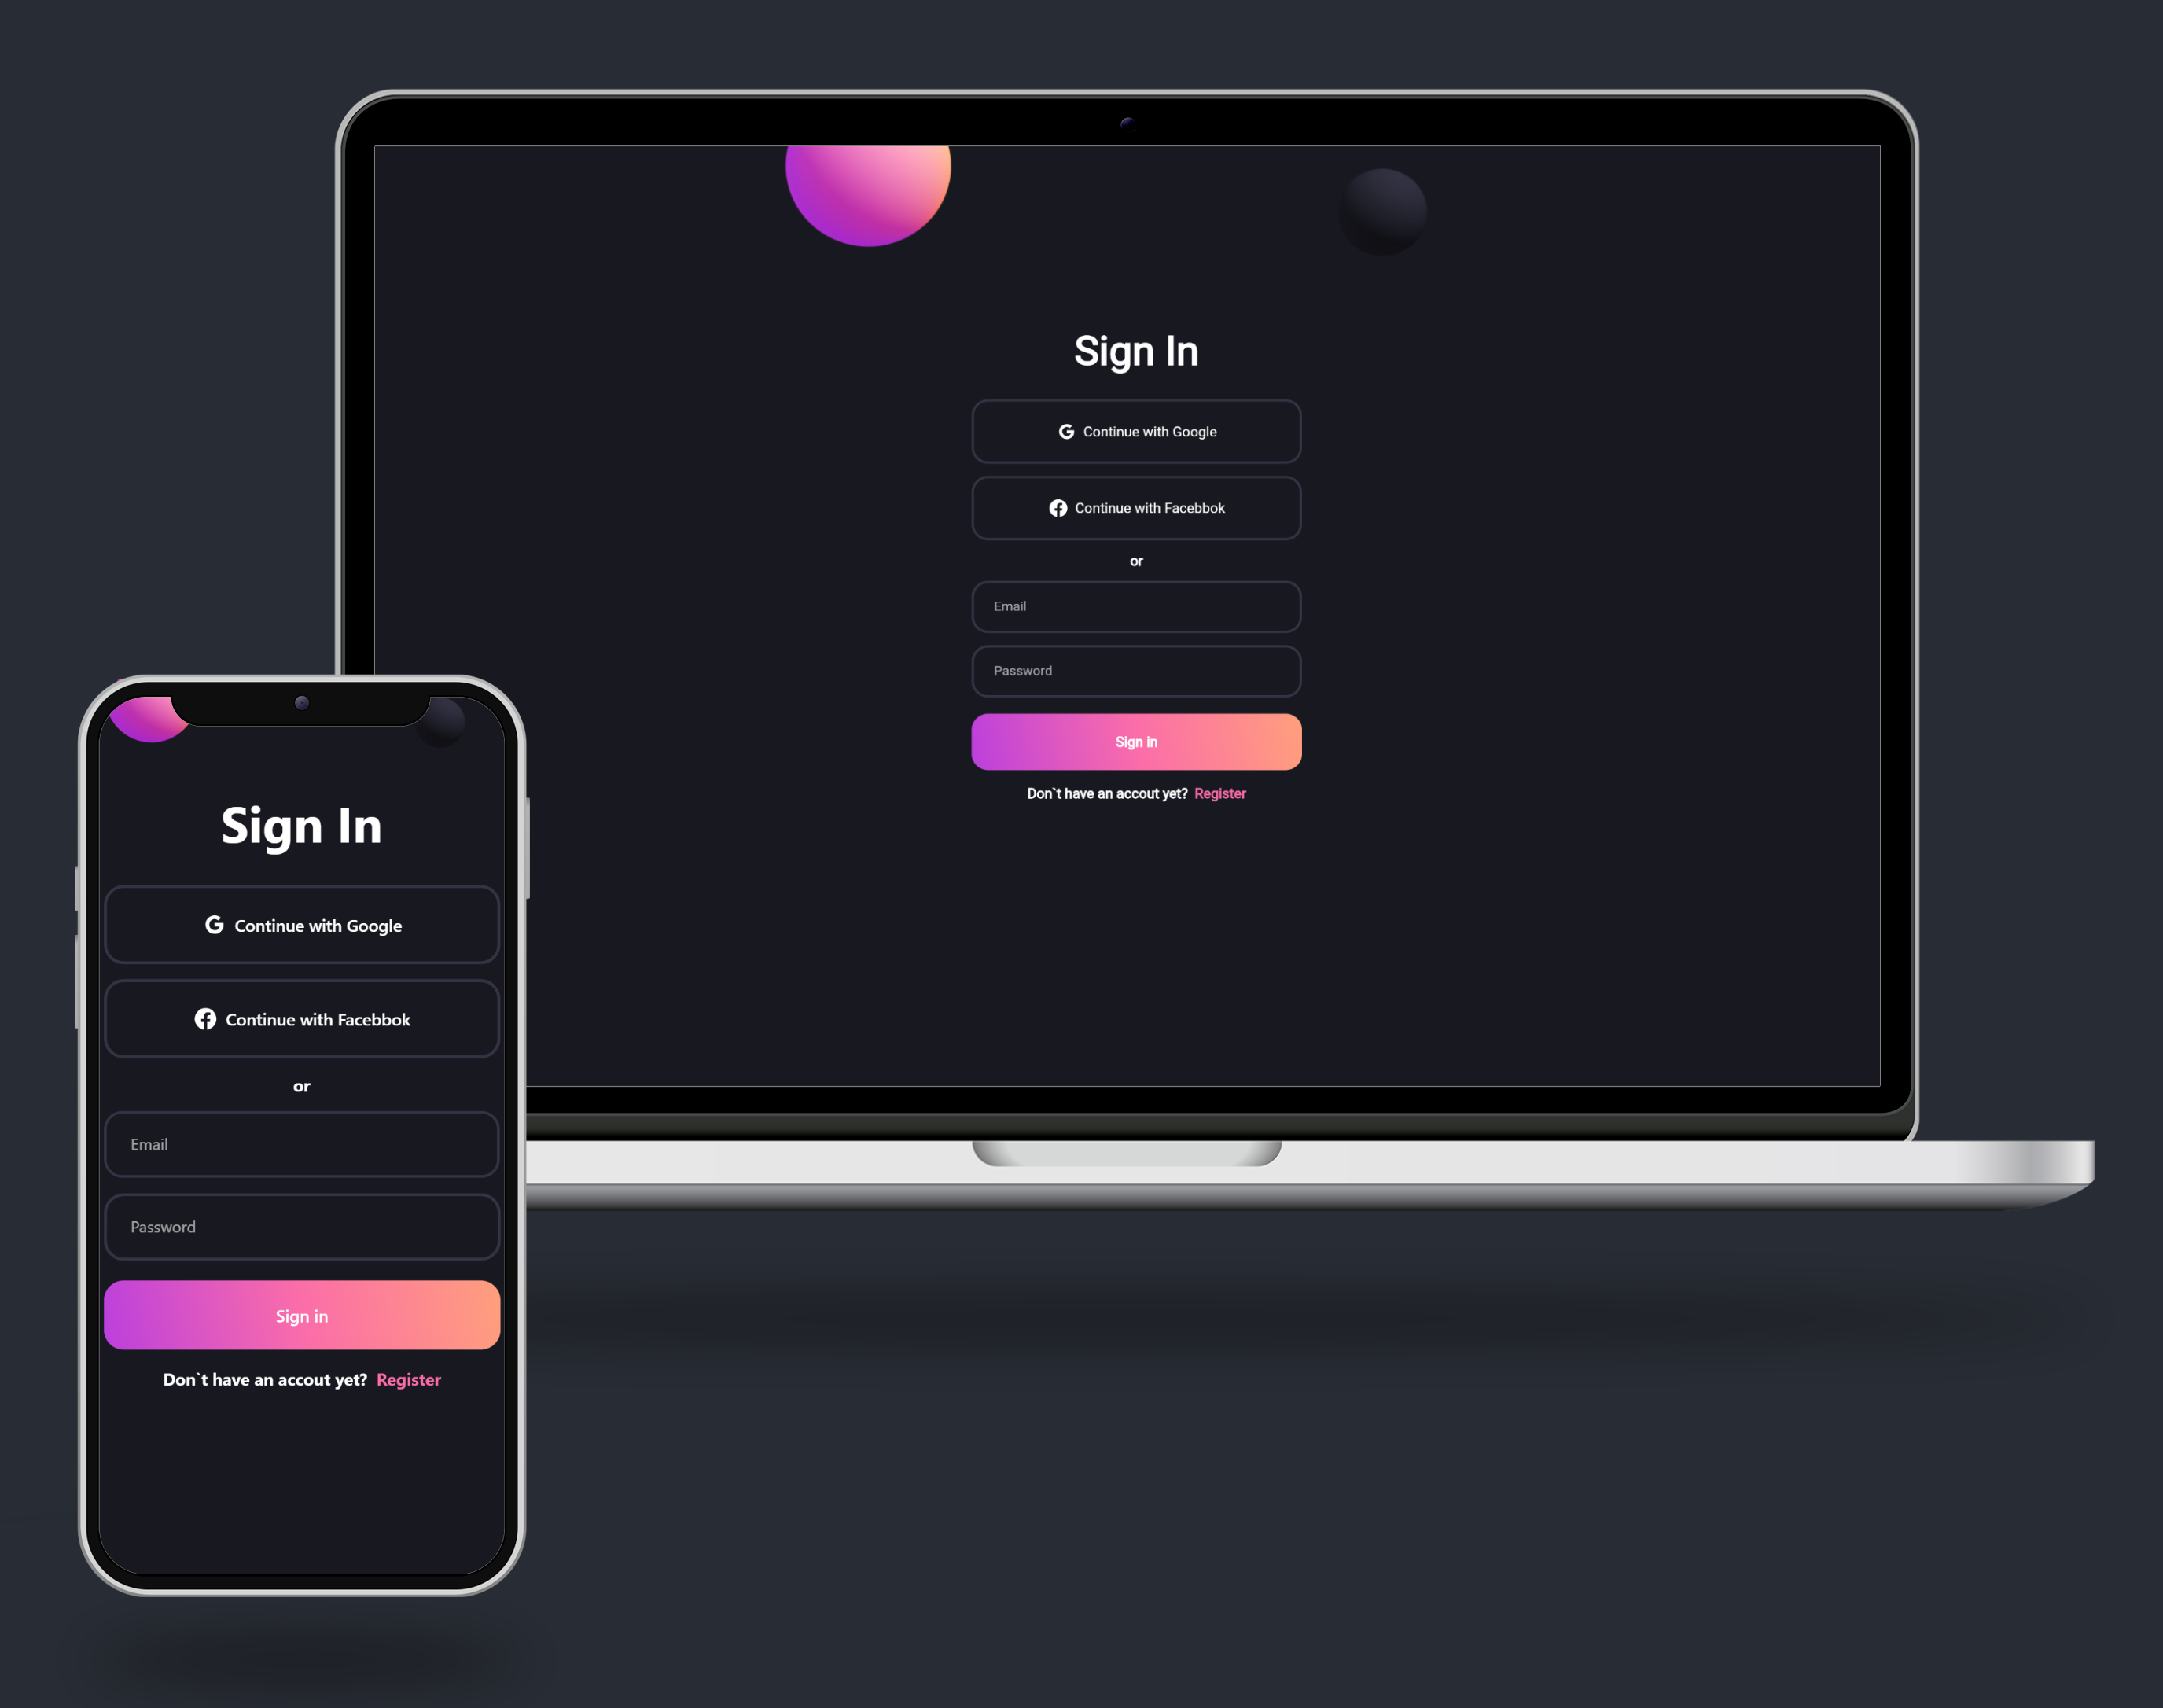 Sign In
Continue with Google
Continue with Facebbok
or
Email
Password
Sign in
Don`t have an accout yet? Register
Sign In
Continue with Google
Continue with Facebbok
or
Email
Password
Sign in
Don`t have an accout yet? Register